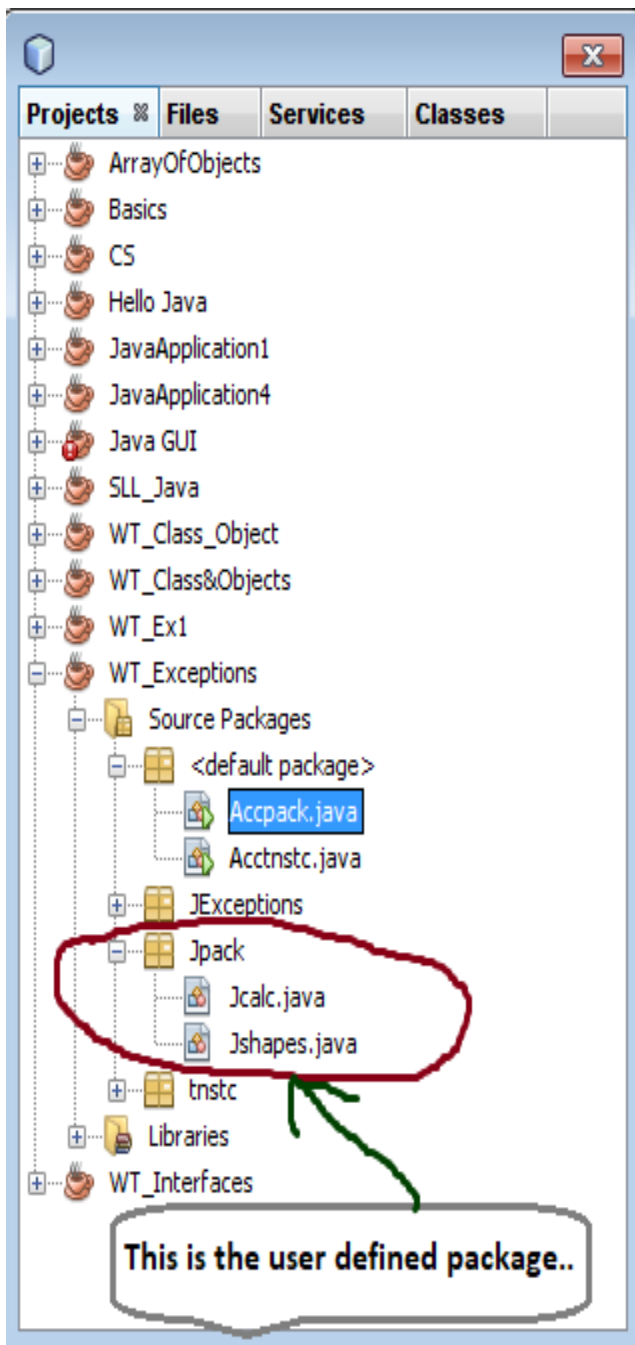 Projects Files Services Classes
ArrayOfObjects
Basics
CS
Hello Java
JavaApplication1
JavaApplication4
Java GUI
SLL_Java
WT_Class_Object
WT_Class&Objects
WT_Ex1
WT_Exceptions
Source Packages
<default package>
Accpack.java
Acctnstc.java
JExceptions
Jpack
Jcalc.java
Jshapes.java
tnstc
Libraries
WT_Interfaces
This is the user defined package..